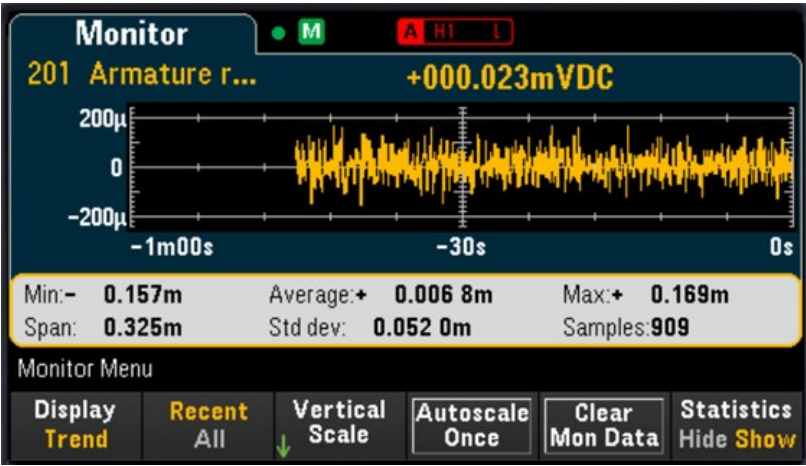 Monitor M A H1 L
201 Armature r... +000.023mVDC
200µ
0
-200µ
-1m00s -30s 0s
Min:- 0.157m Average:+ 0.006 8m Max:+ 0.169m
Span: 0.325m Std dev: 0.052 0m Samples:909
Monitor Menu
Display Recent Vertical Autoscale Clear Statistics
Trend All Scale Once Mon Data Hide Show